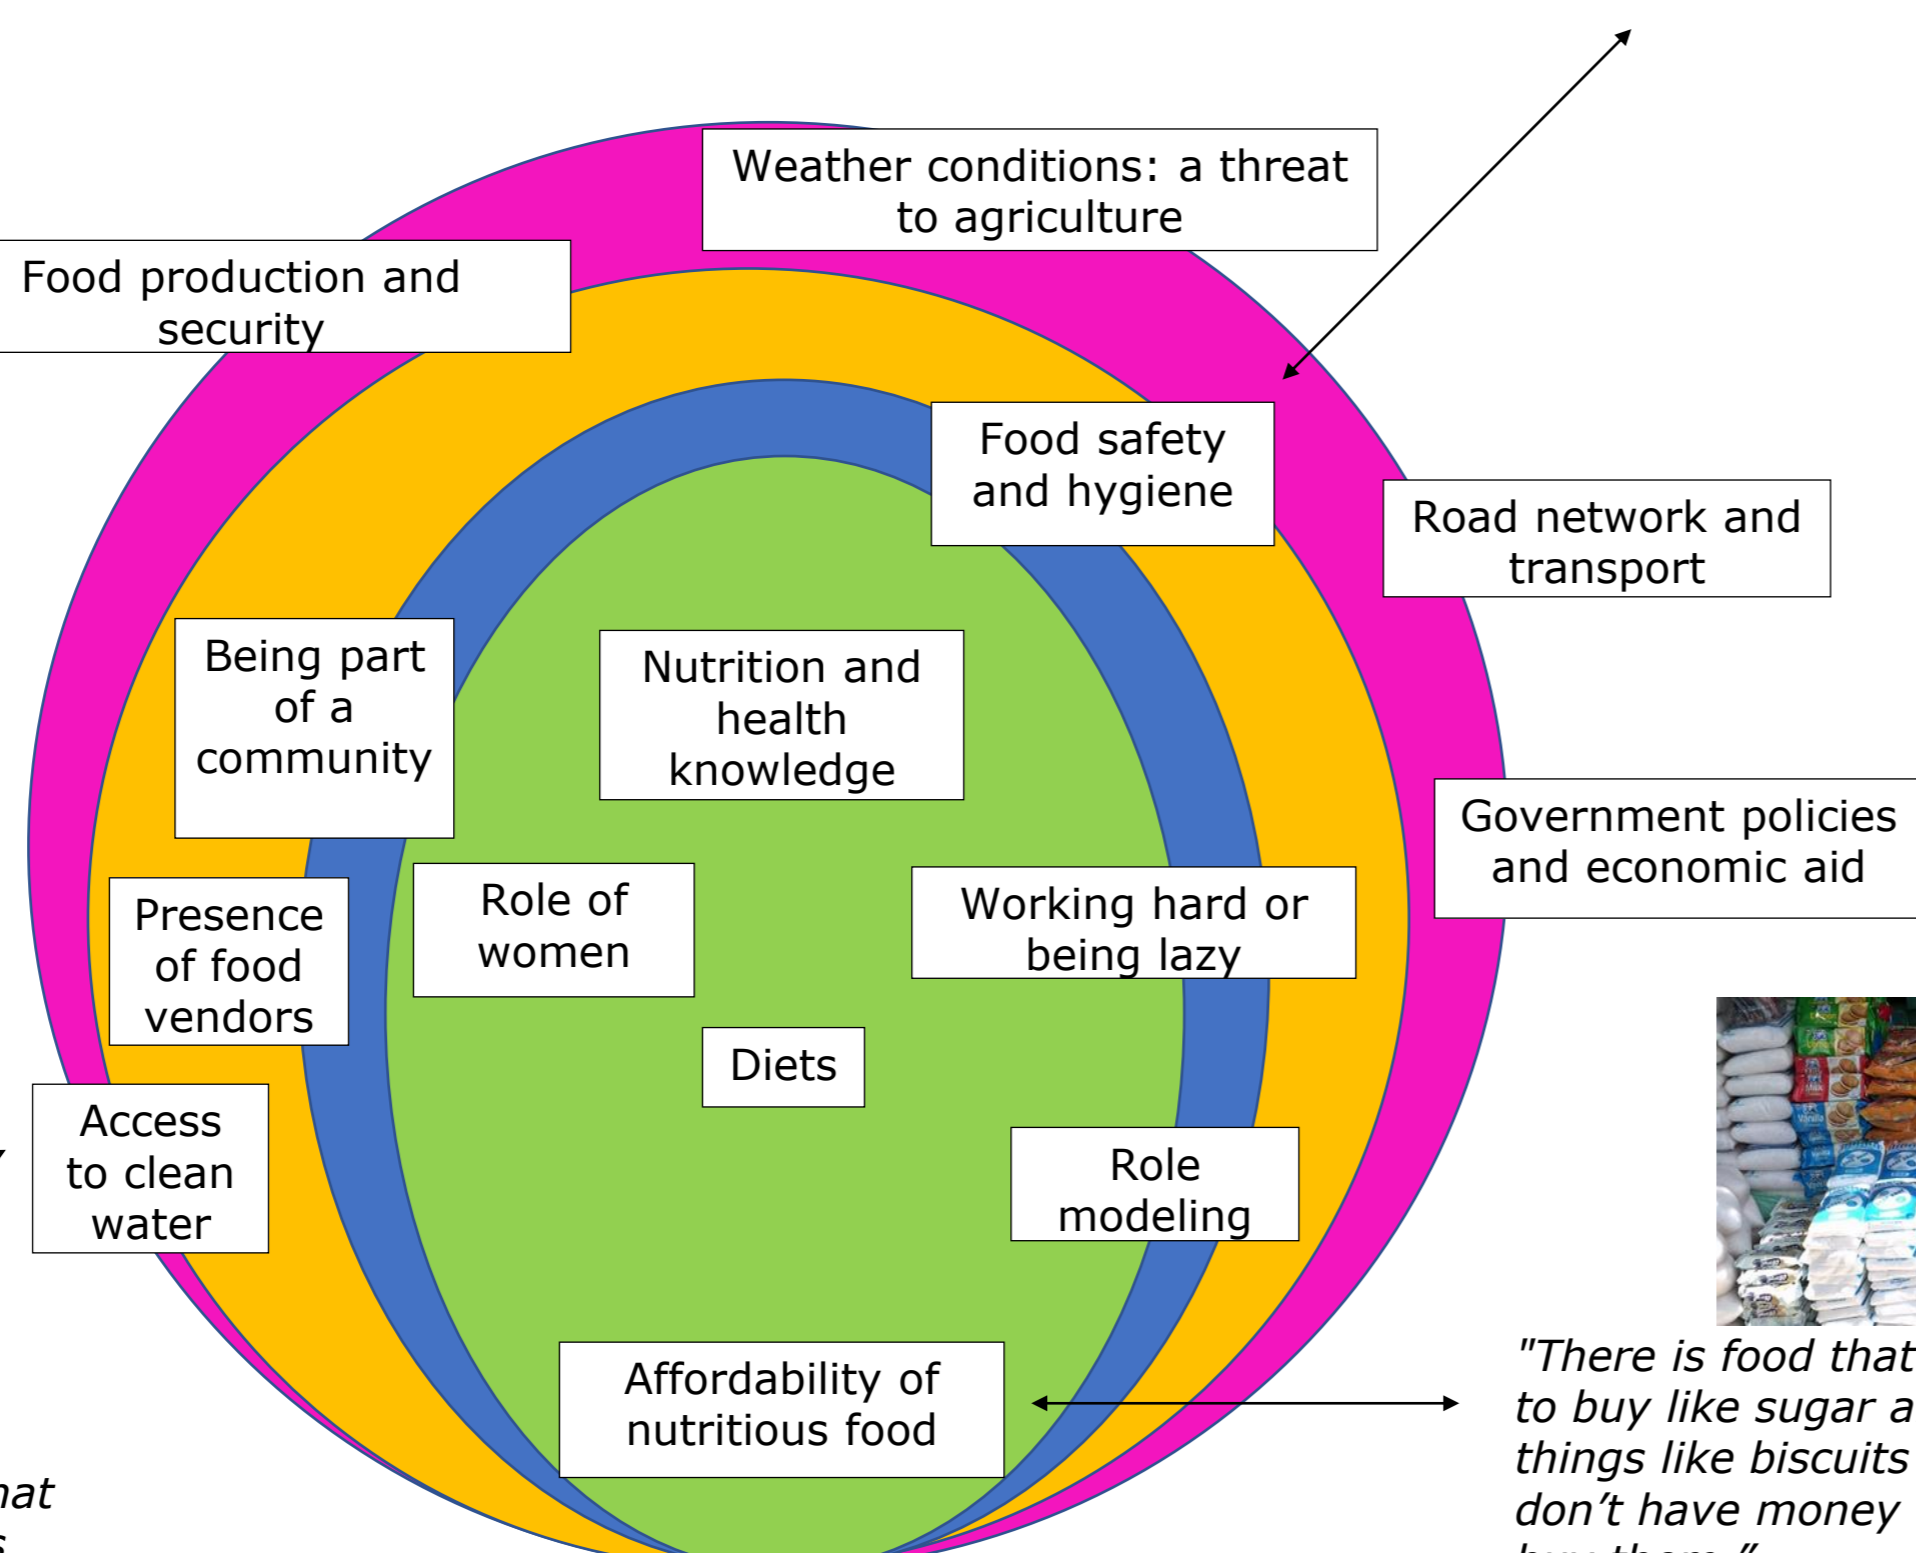 Weather conditions: a threat
to agriculture
Food production and
security
Food safety
and hygiene
Road network and
transport
Being part
of a
community
Nutrition and
health
knowledge
Government policies
and economic aid
Presence
of food
vendors
Role of
women
Working hard or
being lazy
Diets
Access
to clean
water
Role
modeling
Affordability of
nutritious food
"There is food that
to buy like sugar a
things like biscuits
don’t have money